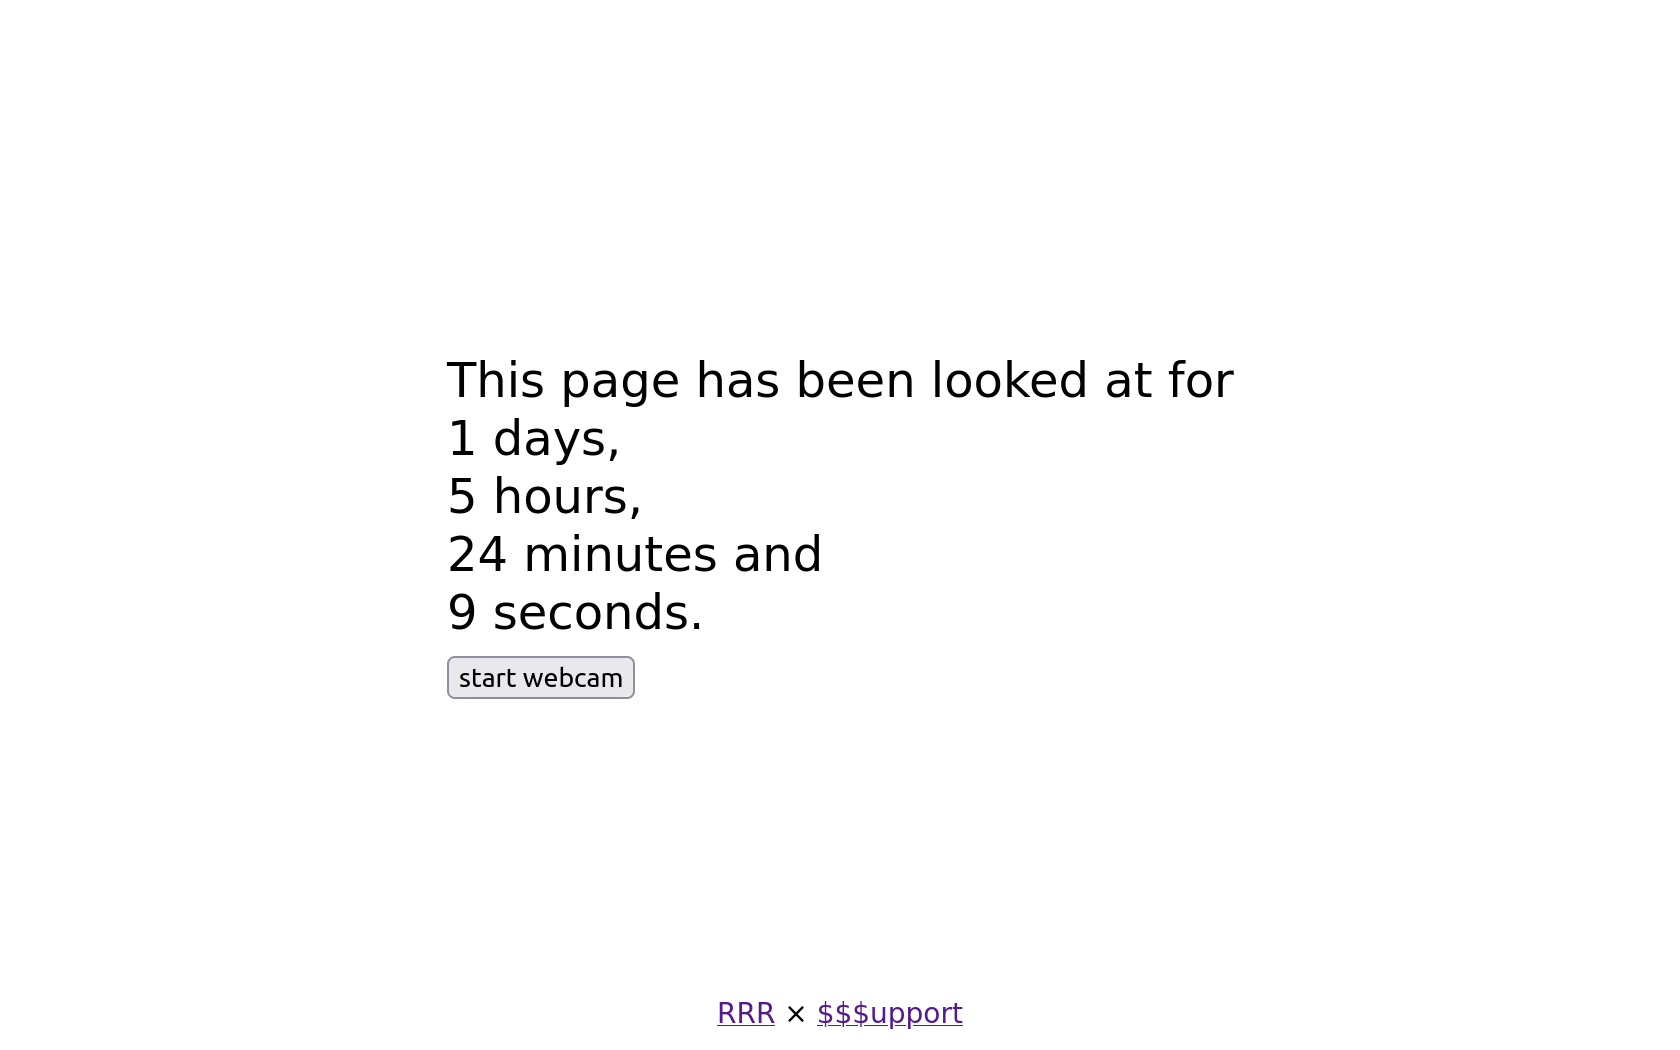 This page has been looked at for
1 days,
5 hours,
24 minutes and
9 seconds.
start webcam
RRR × $$$upport